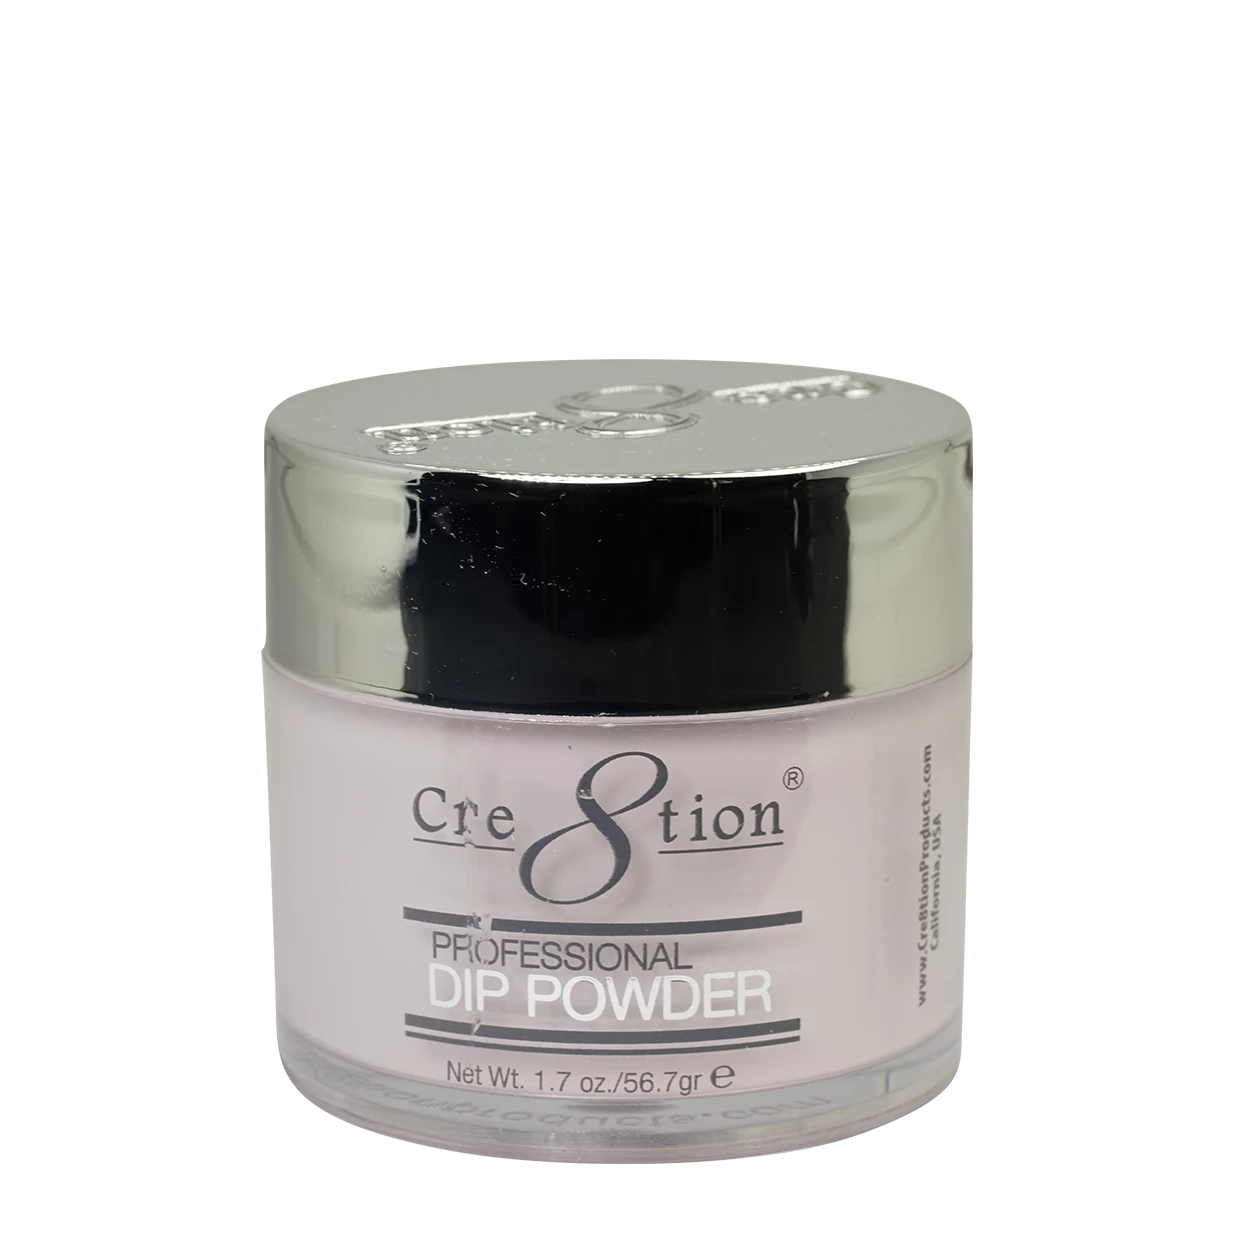 Cre8tion®
PROFESSIONAL
DIP POWDER
Net Wt. 1.7 oz./56.7gr ℮
www.Cre8tionProducts.com
California, USA